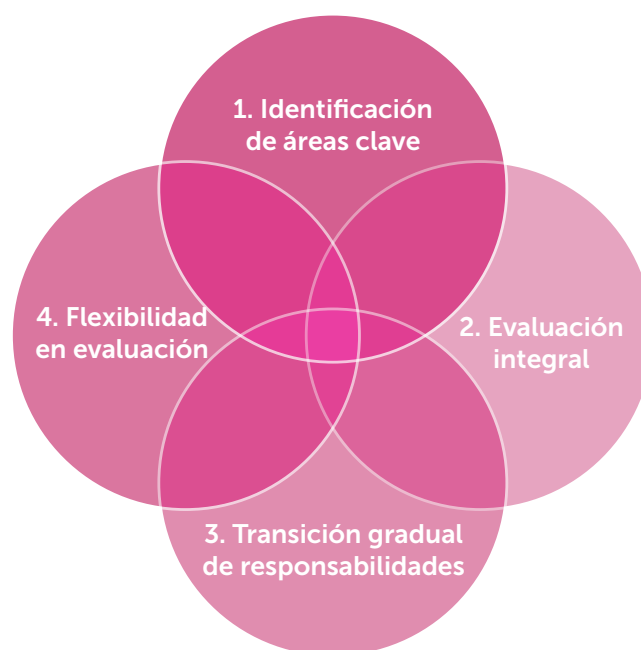 1. Identificación
de áreas clave
2. Evaluación
integral
3. Transición gradual
de responsabilidades
4. Flexibilidad
en evaluación